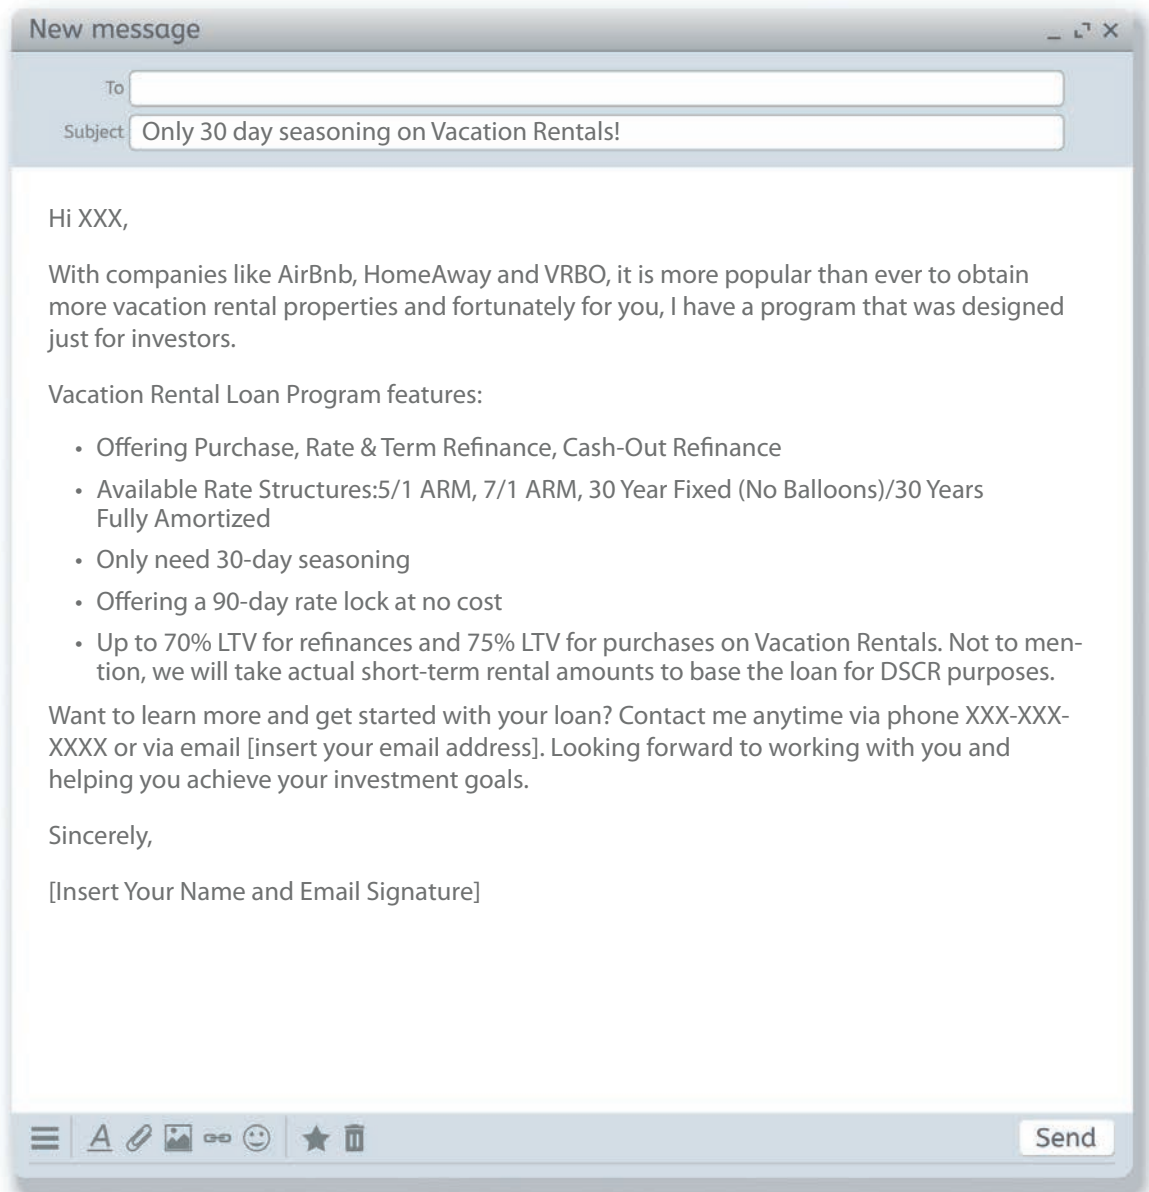 New message
To
Subject Only 30 day seasoning on Vacation Rentals!
Hi XXX,
With companies like AirBnb, HomeAway and VRBO, it is more popular than ever to obtain
more vacation rental properties and fortunately for you, I have a program that was designed
just for investors.
Vacation Rental Loan Program features:
• Offering Purchase, Rate & Term Refinance, Cash-Out Refinance
• Available Rate Structures:5/1 ARM, 7/1 ARM, 30 Year Fixed (No Balloons)/30 Years
Fully Amortized
• Only need 30-day seasoning
• Offering a 90-day rate lock at no cost
• Up to 70% LTV for refinances and 75% LTV for purchases on Vacation Rentals. Not to men-
tion, we will take actual short-term rental amounts to base the loan for DSCR purposes.
Want to learn more and get started with your loan? Contact me anytime via phone XXX-XXX-
XXXX or via email [insert your email address]. Looking forward to working with you and
helping you achieve your investment goals.
Sincerely,
[Insert Your Name and Email Signature]
A
Send